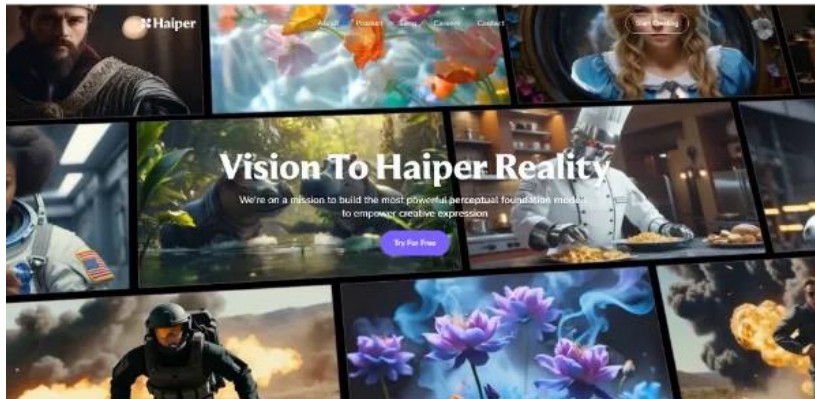 Haiper
About Product Blog Careers Contact
Start Creating
Vision To Haiper Reality
We're on a mission to build the most powerful perceptual foundation models
to empower creative expression
Try For Free